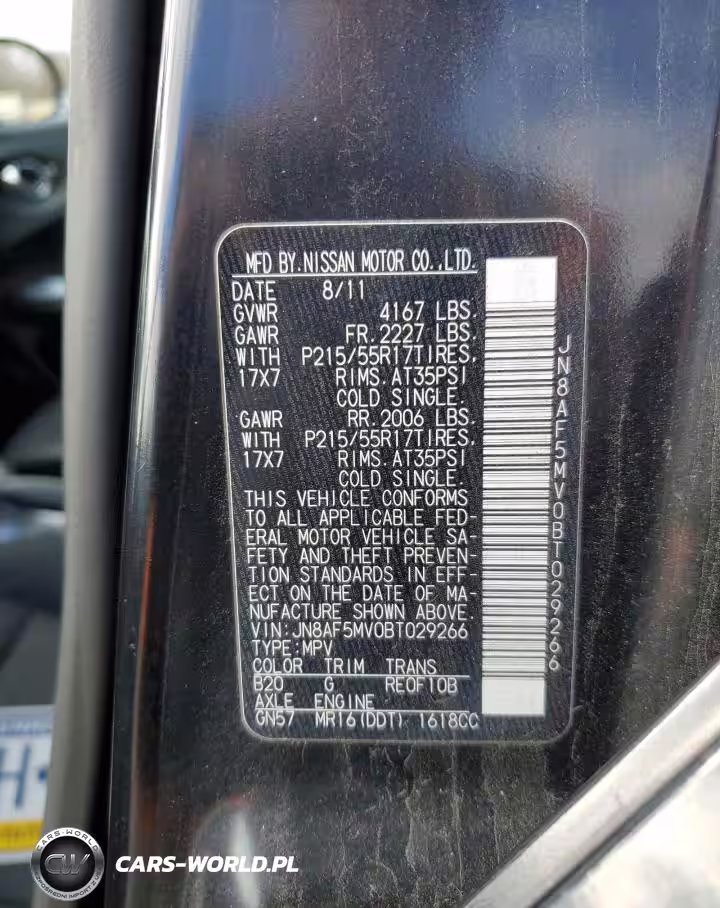 MFD BY.NISSAN MOTOR CO.,LTD.
DATE 8/11
GVWR 4167 LBS.
GAWR FR.2227 LBS.
WITH P215/55R17TIRES.
17X7 RIMS.AT35PSI
COLD SINGLE.
GAWR RR.2006 LBS.
WITH P215/55R17TIRES.
17X7 RIMS.AT35PSI
COLD SINGLE.
THIS VEHICLE CONFORMS
TO ALL APPLICABLE FED-
ERAL MOTOR VEHICLE SA-
FETY AND THEFT PREVEN-
TION STANDARDS IN EFF-
ECT ON THE DATE OF MA-
NUFACTURE SHOWN ABOVE.
VIN:JN8AF5MV0BT029266
TYPE:MPV
COLOR TRIM TRANS
B20 G RE0F10B
AXLE ENGINE
GN57 MR16(DDT) 1618CC
JN8AF5MV0BT029266
H
CARS-WORLD
CW
CARS-WORLD.PL